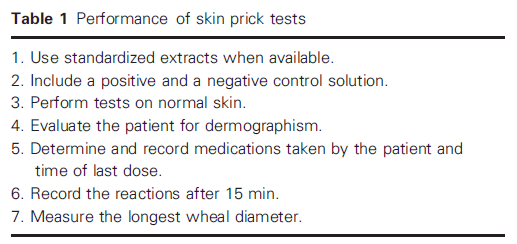 Table 1 Performance of skin prick tests
1. Use standardized extracts when available.
2. Include a positive and a negative control solution.
3. Perform tests on normal skin.
4. Evaluate the patient for dermographism.
5. Determine and record medications taken by the patient and
time of last dose.
6. Record the reactions after 15 min.
7. Measure the longest wheal diameter.